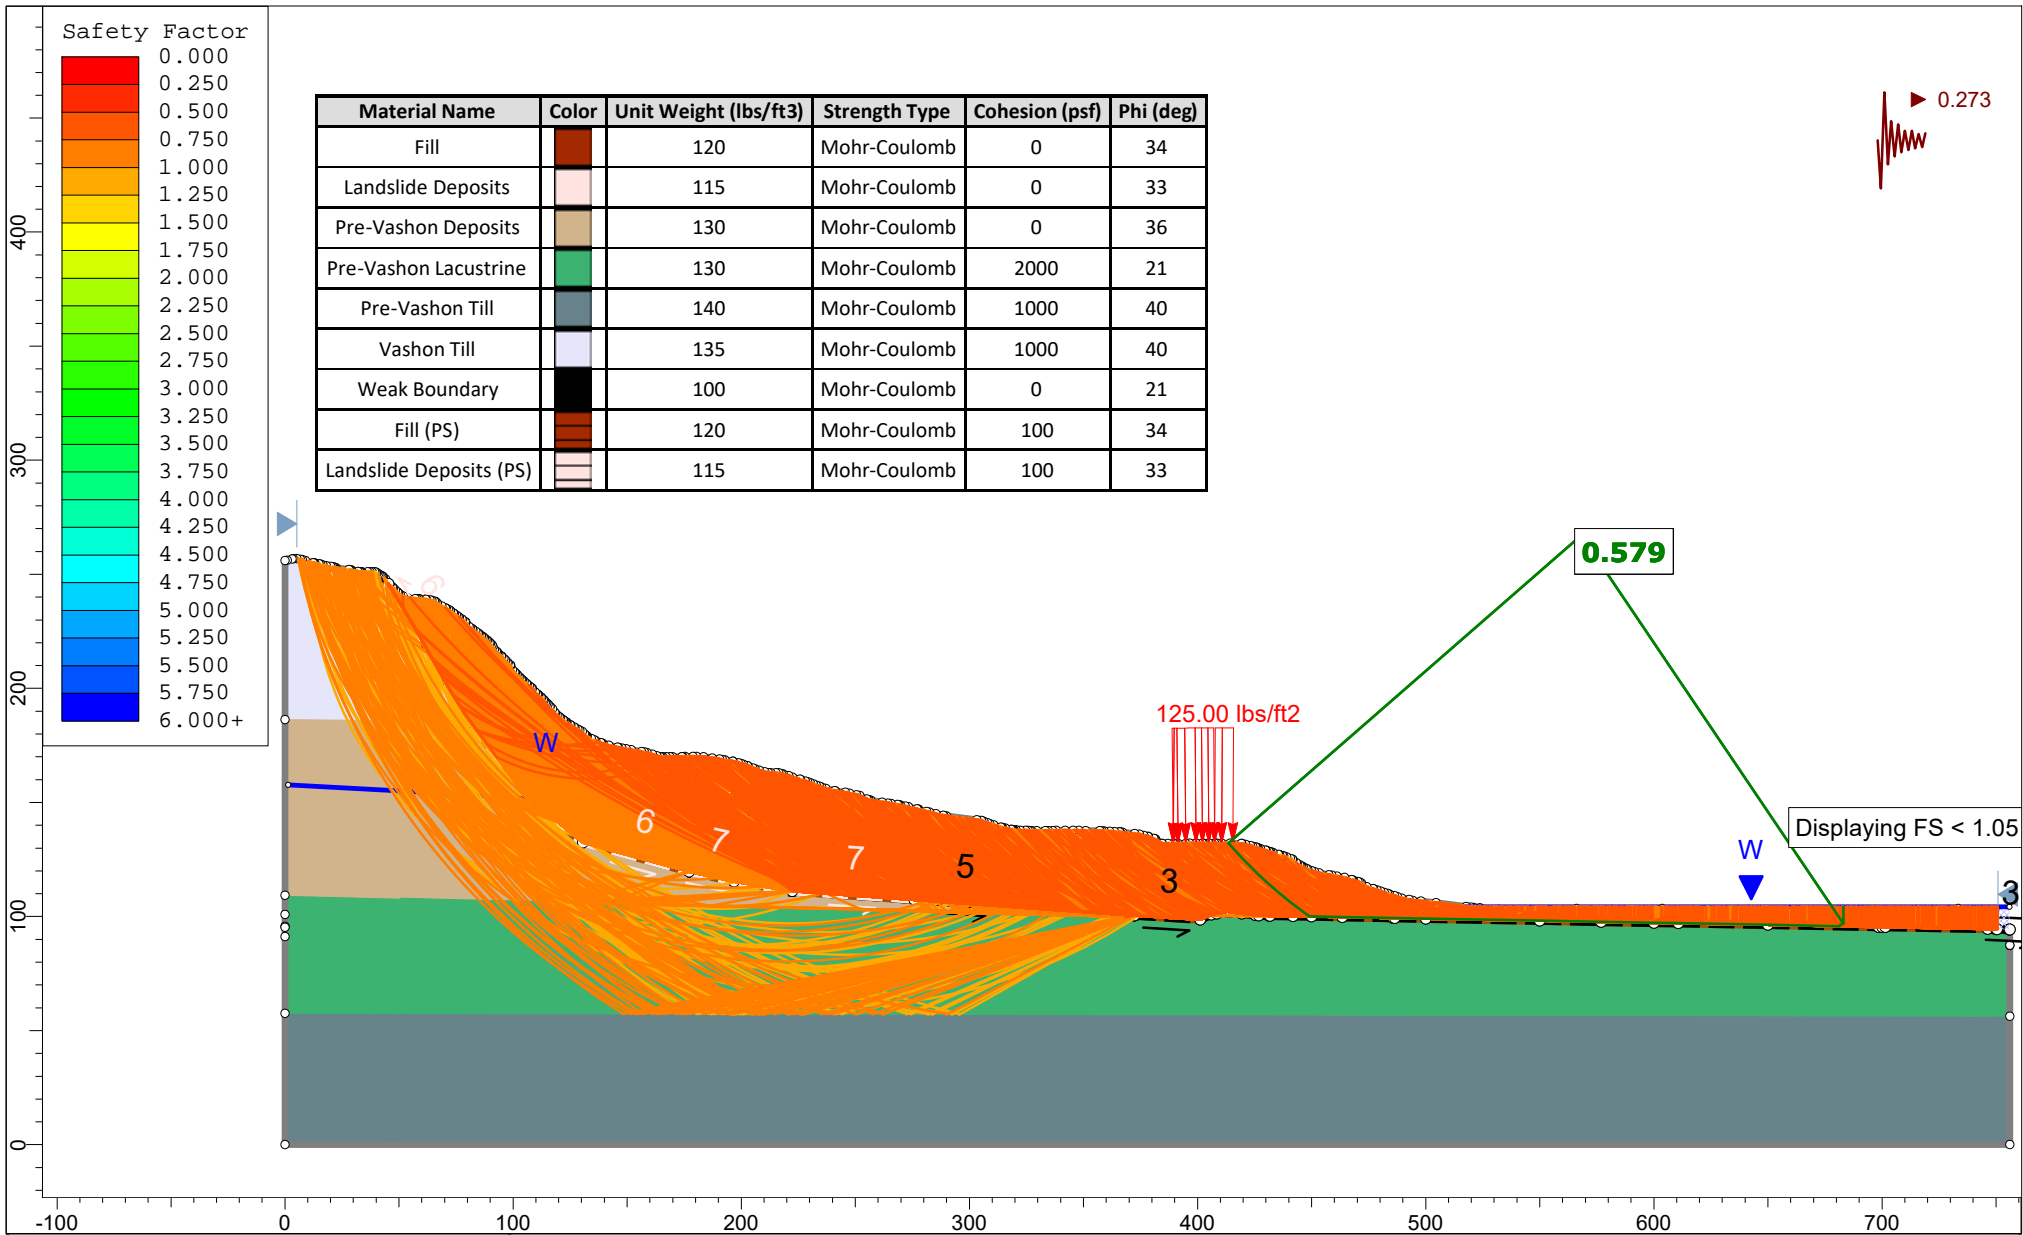 Safety Factor
0.000
0.250
0.500
0.750
1.000
1.250
1.500
1.750
2.000
2.250
2.500
2.750
3.000
3.250
3.500
3.750
4.000
4.250
4.500
4.750
5.000
5.250
5.500
5.750
6.000+
Material Name Color Unit Weight (lbs/ft3) Strength Type Cohesion (psf) Phi (deg)
Fill 120 Mohr-Coulomb 0 34
Landslide Deposits 115 Mohr-Coulomb 0 33
Pre-Vashon Deposits 130 Mohr-Coulomb 0 36
Pre-Vashon Lacustrine 130 Mohr-Coulomb 2000 21
Pre-Vashon Till 140 Mohr-Coulomb 1000 40
Vashon Till 135 Mohr-Coulomb 1000 40
Weak Boundary 100 Mohr-Coulomb 0 21
Fill (PS) 120 Mohr-Coulomb 100 34
Landslide Deposits (PS) 115 Mohr-Coulomb 100 33
0.273
0.579
125.00 lbs/ft2
Displaying FS < 1.05
W
W
6
6
7
7
5
3
3
400
300
200
100
0
-100 0 100 200 300 400 500 600 700